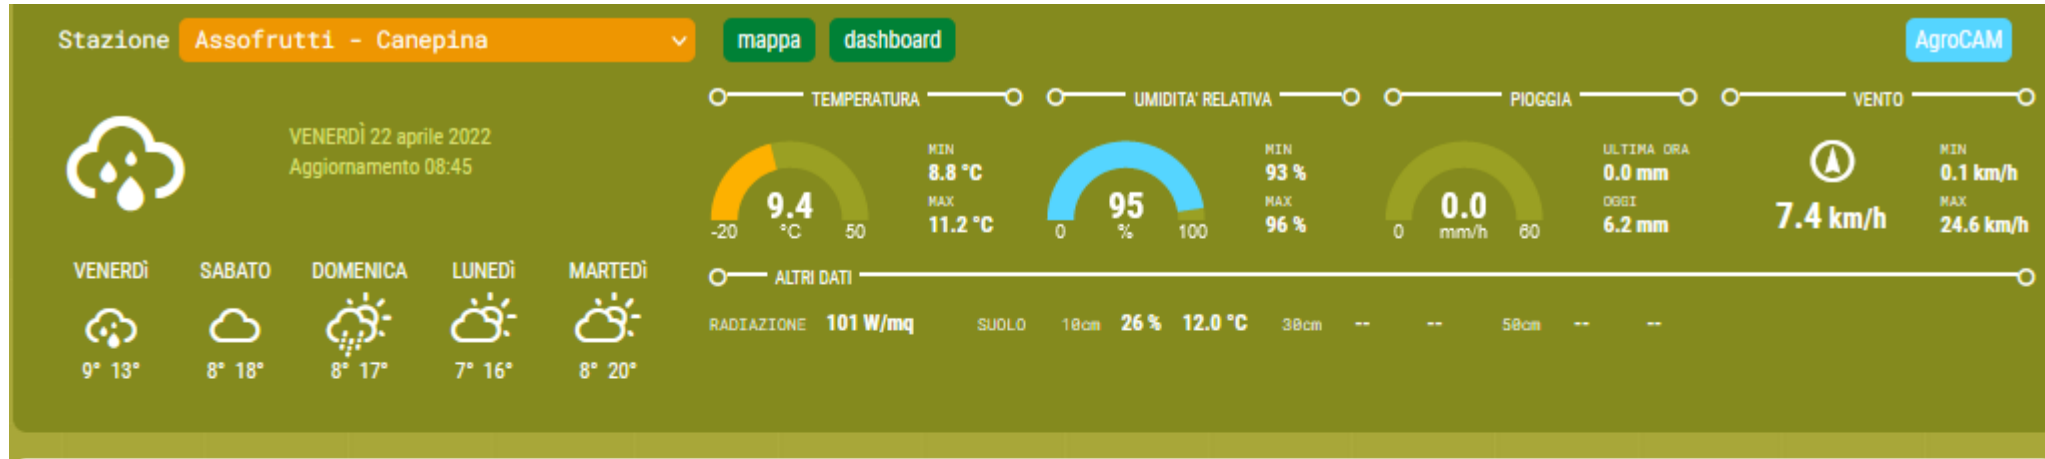 Stazione Assofrutti - Canepina mappa dashboard AgroCAM
VENERDÌ 22 aprile 2022
Aggiornamento 08:45
VENERDì SABATO DOMENICA LUNEDì MARTEDì
9° 13° 8° 18° 8° 17° 7° 16° 8° 20°
TEMPERATURA
9.4
°C
-20 50
MIN
8.8 °C
MAX
11.2 °C
UMIDITA' RELATIVA
95
%
0 100
MIN
93 %
MAX
96 %
PIOGGIA
0.0
mm/h
0 60
ULTIMA ORA
0.0 mm
OGGI
6.2 mm
VENTO
7.4 km/h
MIN
0.1 km/h
MAX
24.6 km/h
ALTRI DATI
RADIAZIONE 101 W/mq SUOLO 10cm 26 % 12.0 °C 30cm -- -- 50cm -- --